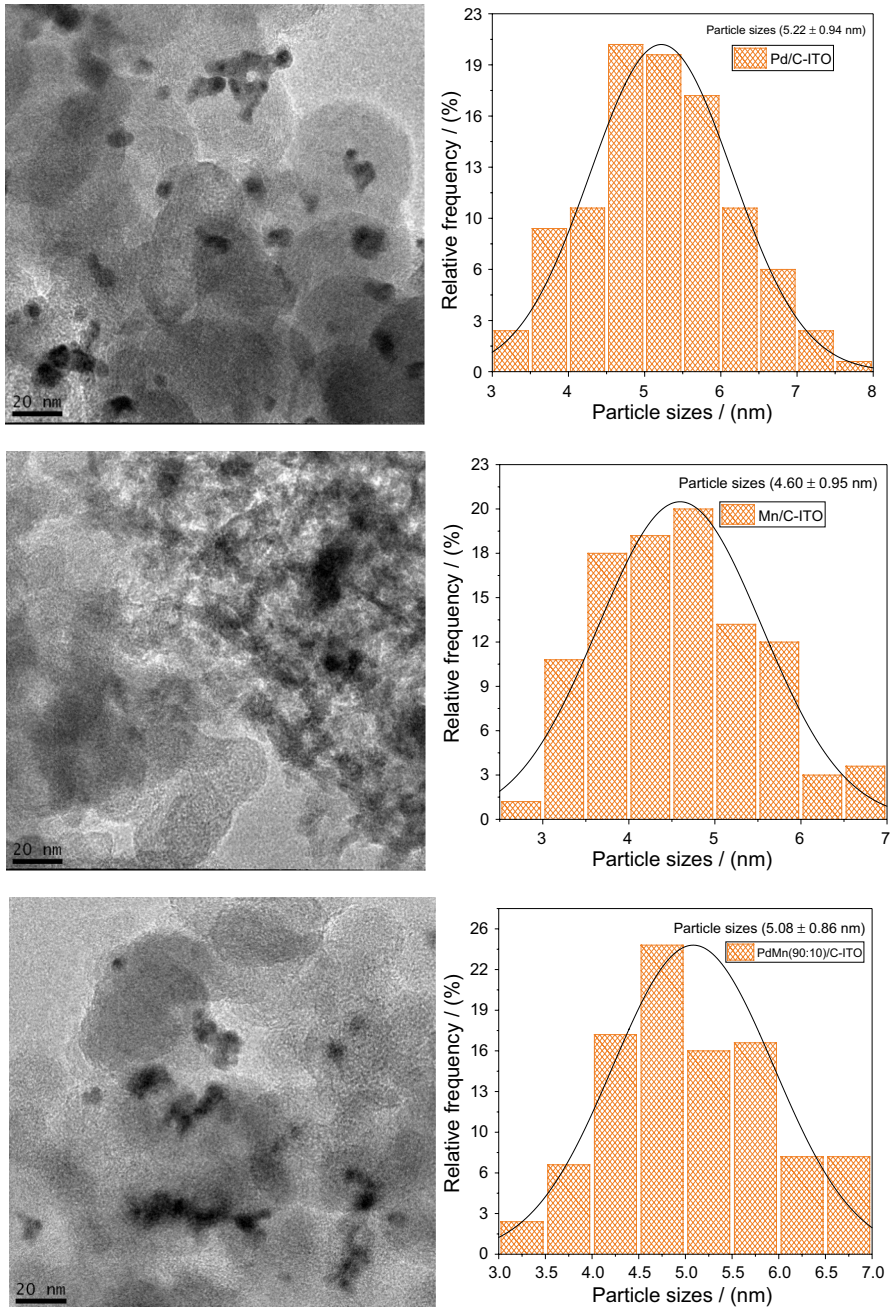 20 nm
Particle sizes (5.22 ± 0.94 nm)
Pd/C-ITO
Relative frequency / (%)
23
19
16
13
10
6
3
0
3 4 5 6 7 8
Particle sizes / (nm)
20 nm
Particle sizes (4.60 ± 0.95 nm)
Mn/C-ITO
Relative frequency / (%)
23
20
18
15
12
9
6
3
0
3 4 5 6 7
Particle sizes / (nm)
20 nm
Particle sizes (5.08 ± 0.86 nm)
PdMn(90:10)/C-ITO
Relative frequency / (%)
26
22
19
16
13
10
6
3
0
3.0 3.5 4.0 4.5 5.0 5.5 6.0 6.5 7.0
Particle sizes / (nm)